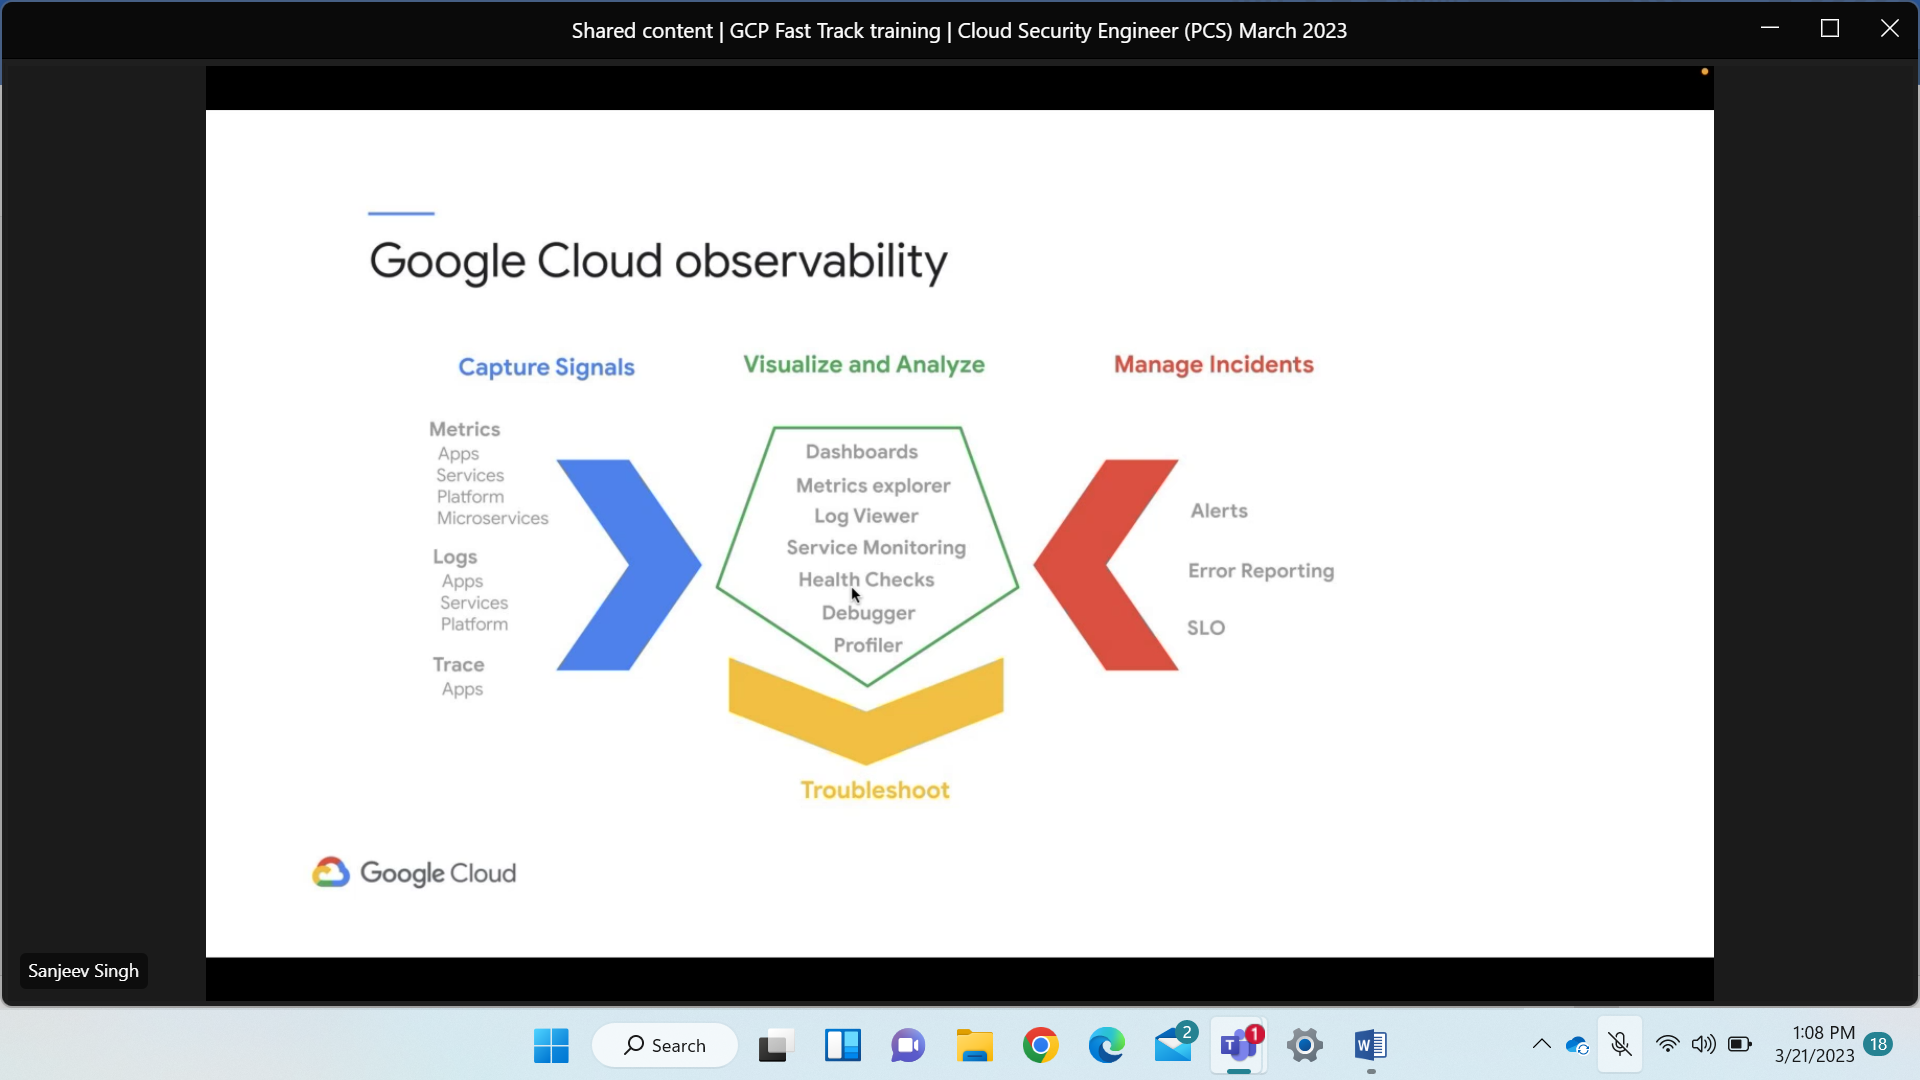 Shared content | GCP Fast Track training | Cloud Security Engineer (PCS) March 2023
Google Cloud observability
Capture Signals
Metrics
Apps
Services
Platform
Microservices
Logs
Apps
Services
Platform
Trace
Apps
Visualize and Analyze
Dashboards
Metrics explorer
Log Viewer
Service Monitoring
Health Checks
Debugger
Profiler
Manage Incidents
Alerts
Error Reporting
SLO
Troubleshoot
Google Cloud
Sanjeev Singh
Search
2
T
1
W
1:08 PM
3/21/2023
18